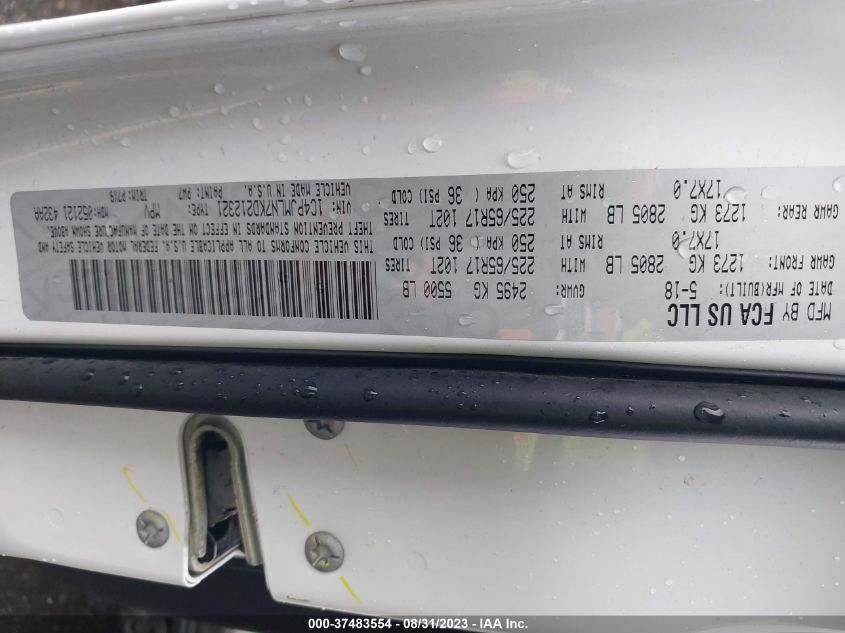 MFD BY FCA US LLC
DATE OF MFR(BUILT): 5-18 GVWR: 2495 KG 5500 LB
GAWR FRONT: 1273 KG 2805 LB WITH TIRES 225/65R17 102T
17X7.0 RIMS AT 250 KPA ( 36 PSI) COLD
GAWR REAR: 1273 KG 2805 LB WITH TIRES 225/65R17 102T
17X7.0 RIMS AT 250 KPA ( 36 PSI) COLD
THIS VEHICLE CONFORMS TO ALL APPLICABLE U.S.A. FEDERAL MOTOR VEHICLE SAFETY AND
THEFT PREVENTION STANDARDS IN EFFECT ON THE DATE OF MANUFACTURE SHOWN ABOVE.
VIN: 1C4PJMLN7KD212321 TYPE: MPV MDH: 052121 432AA
VEHICLE MADE IN U.S.A. PAINT: PW7 TRIM: P7X9
000-37483554 - 08/31/2023 - IAA Inc.